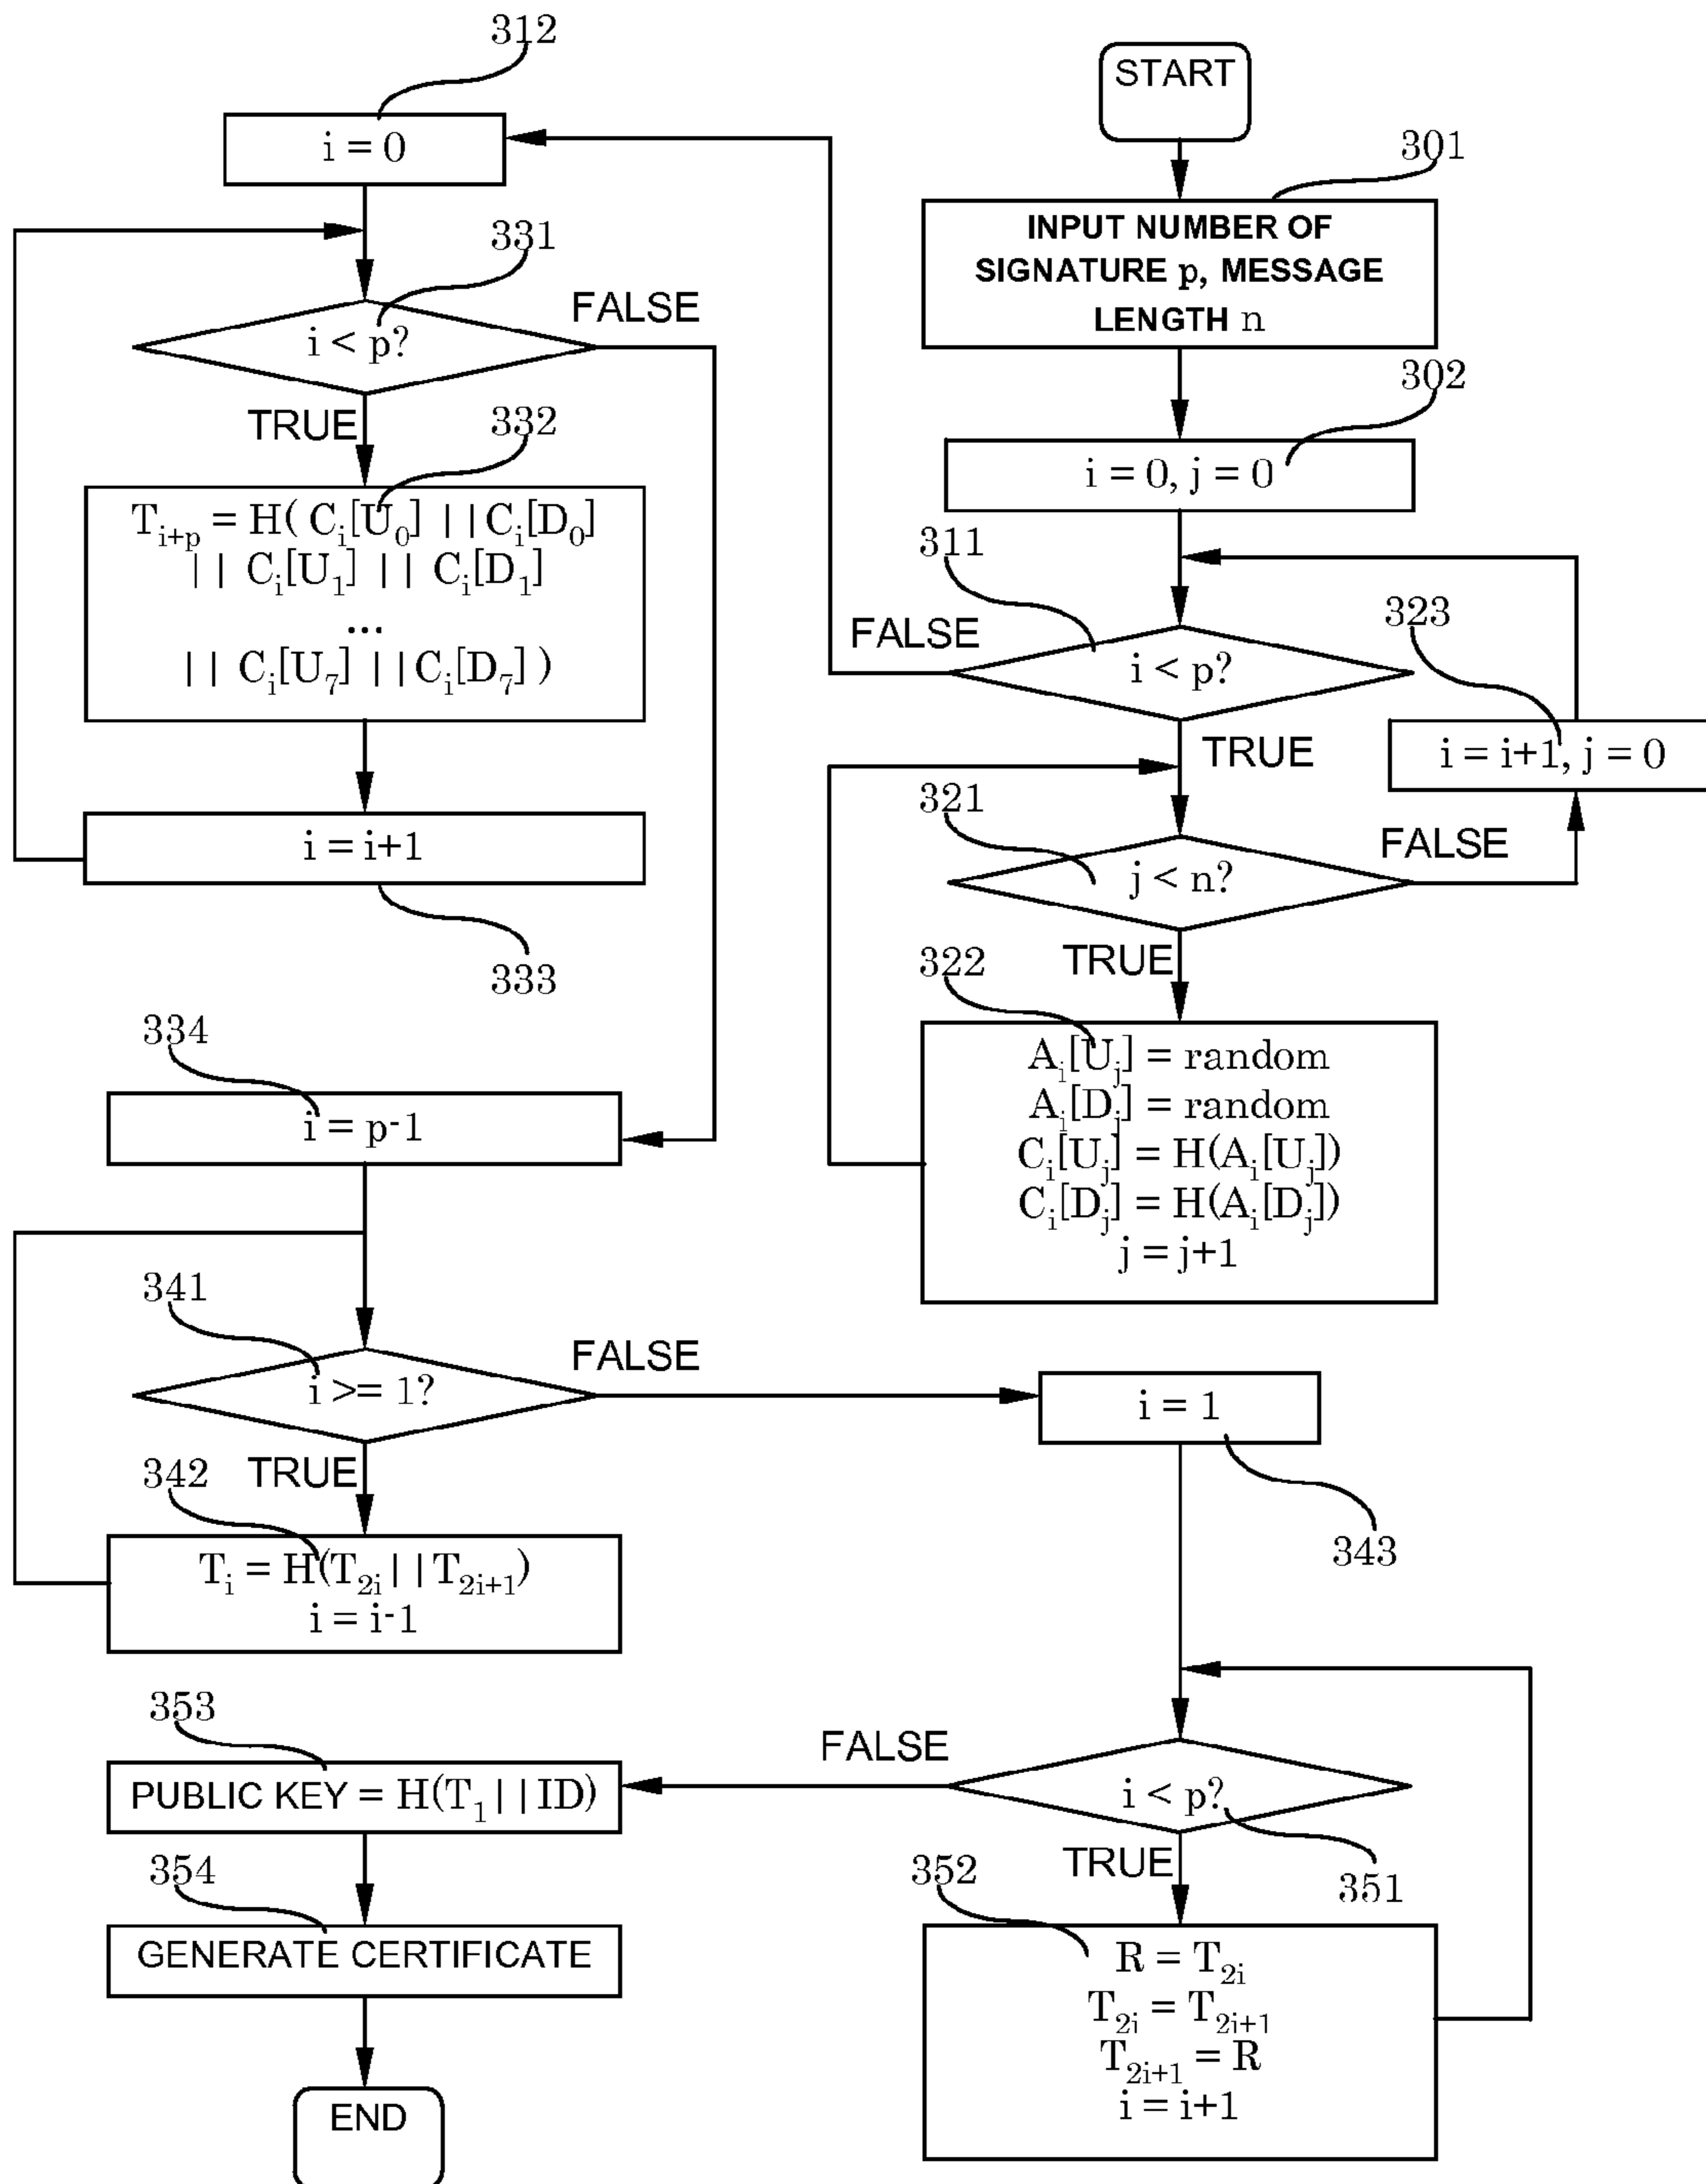 312
i = 0
331
i < p?
FALSE
TRUE
332
T_{i+p} = H( C_i[U_0] ||C_i[D_0]
|| C_i[U_1] || C_i[D_1]
...
|| C_i[U_7] ||C_i[D_7] )
i = i+1
333
334
i = p-1
341
i >= 1?
FALSE
TRUE
342
T_i = H(T_{2i}||T_{2i+1})
i = i-1
353
PUBLIC KEY = H(T_1||ID)
354
GENERATE CERTIFICATE
END
START
301
INPUT NUMBER OF
SIGNATURE p, MESSAGE
LENGTH n
302
i = 0, j = 0
311
FALSE
i < p?
TRUE
323
i = i+1, j = 0
321
j < n?
FALSE
TRUE
322
A_i[U_j] = random
A_i[D_j] = random
C_i[U_j] = H(A_i[U_j])
C_i[D_j] = H(A_i[D_j])
j = j+1
i = 1
343
FALSE
i < p?
TRUE
351
352
R = T_{2i}
T_{2i} = T_{2i+1}
T_{2i+1} = R
i = i+1